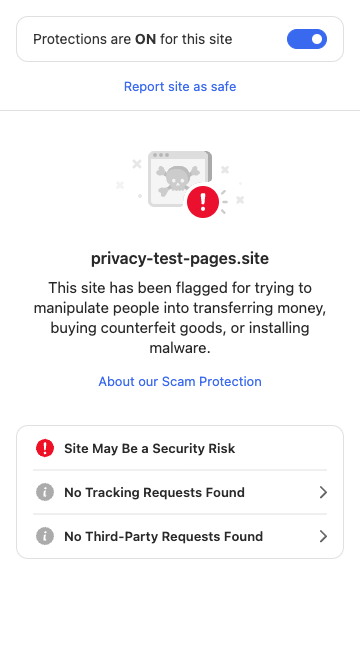 Protections are ON for this site
Report site as safe
privacy-test-pages.site
This site has been flagged for trying to
manipulate people into transferring money,
buying counterfeit goods, or installing
malware.
About our Scam Protection
Site May Be a Security Risk
No Tracking Requests Found
No Third-Party Requests Found